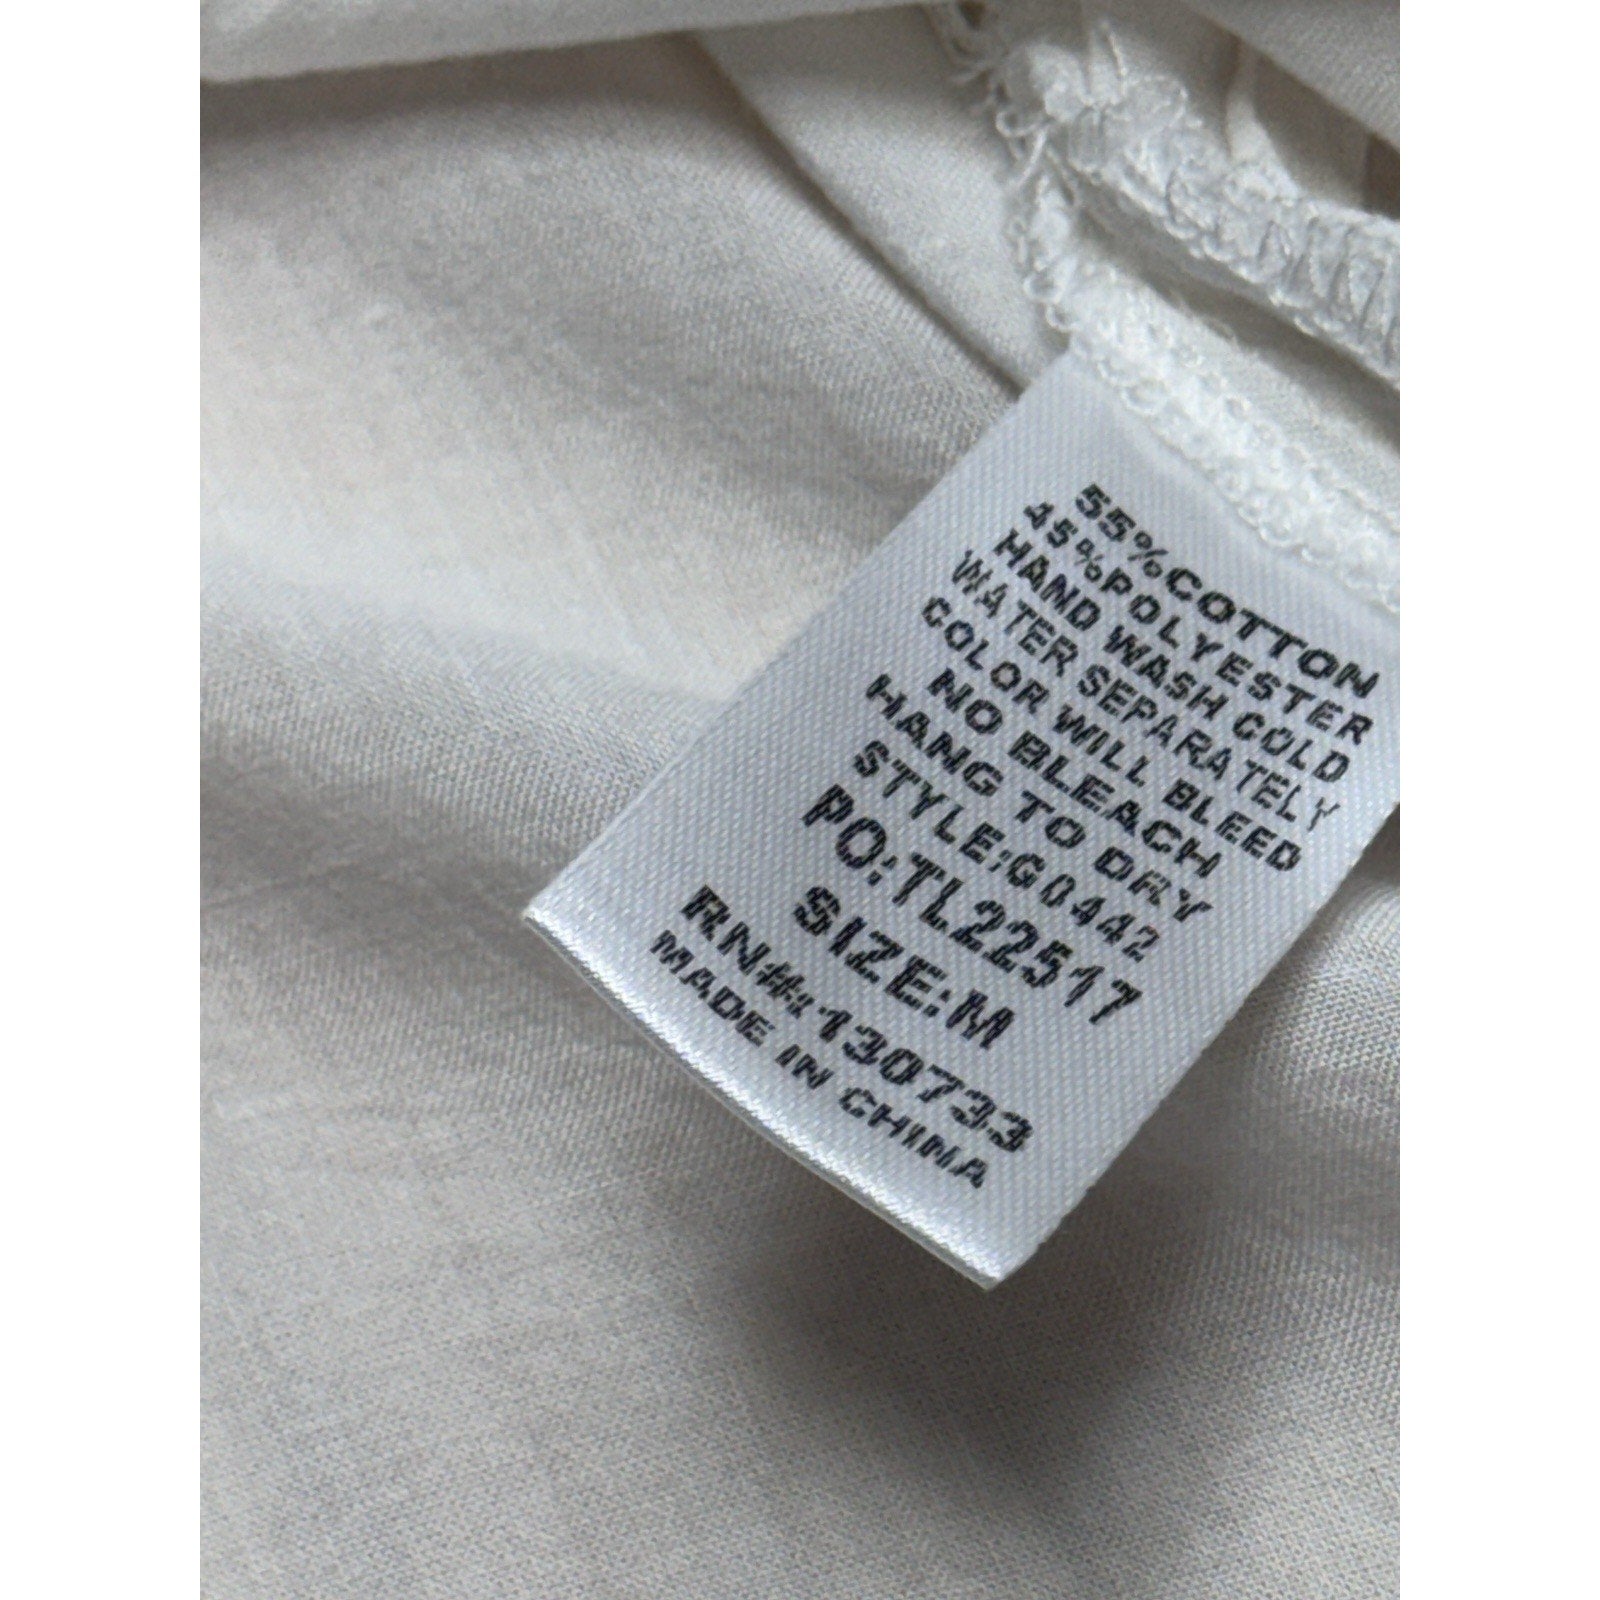 55%COTTON
45%POLYESTER
HAND WASH COLD
WATER SEPARATELY
COLOR WILL BLEED
NO BLEACH
HANG TO DRY
STYLE:G0442
PO:TL22517
SIZE:M
RN#:130733
MADE IN CHINA